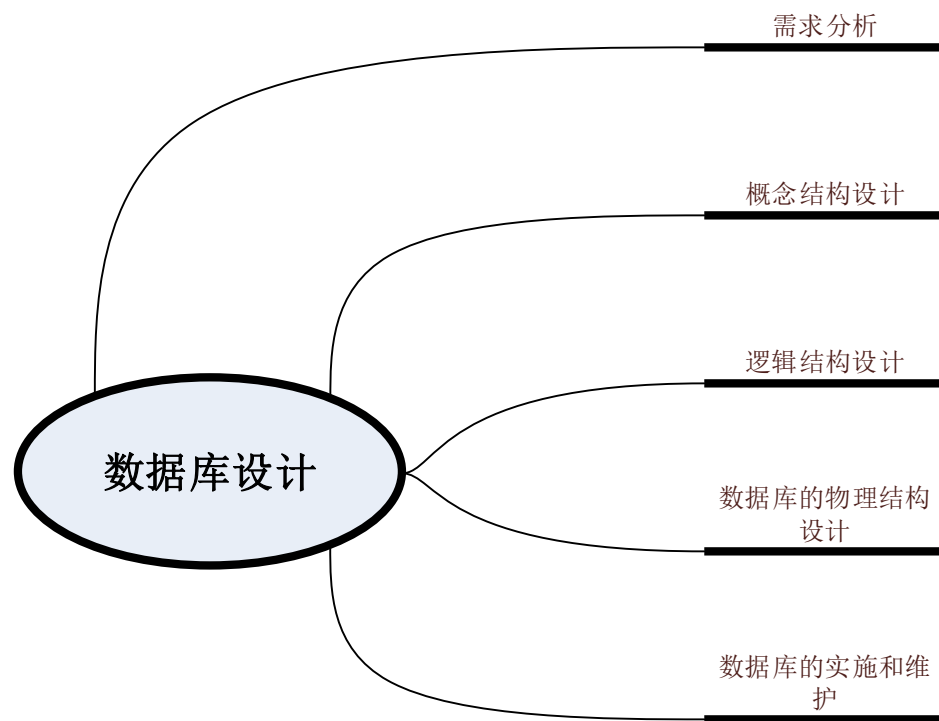 需求分析
概念结构设计
逻辑结构设计
数据库设计
数据库的物理结构
设计
数据库的实施和维
护